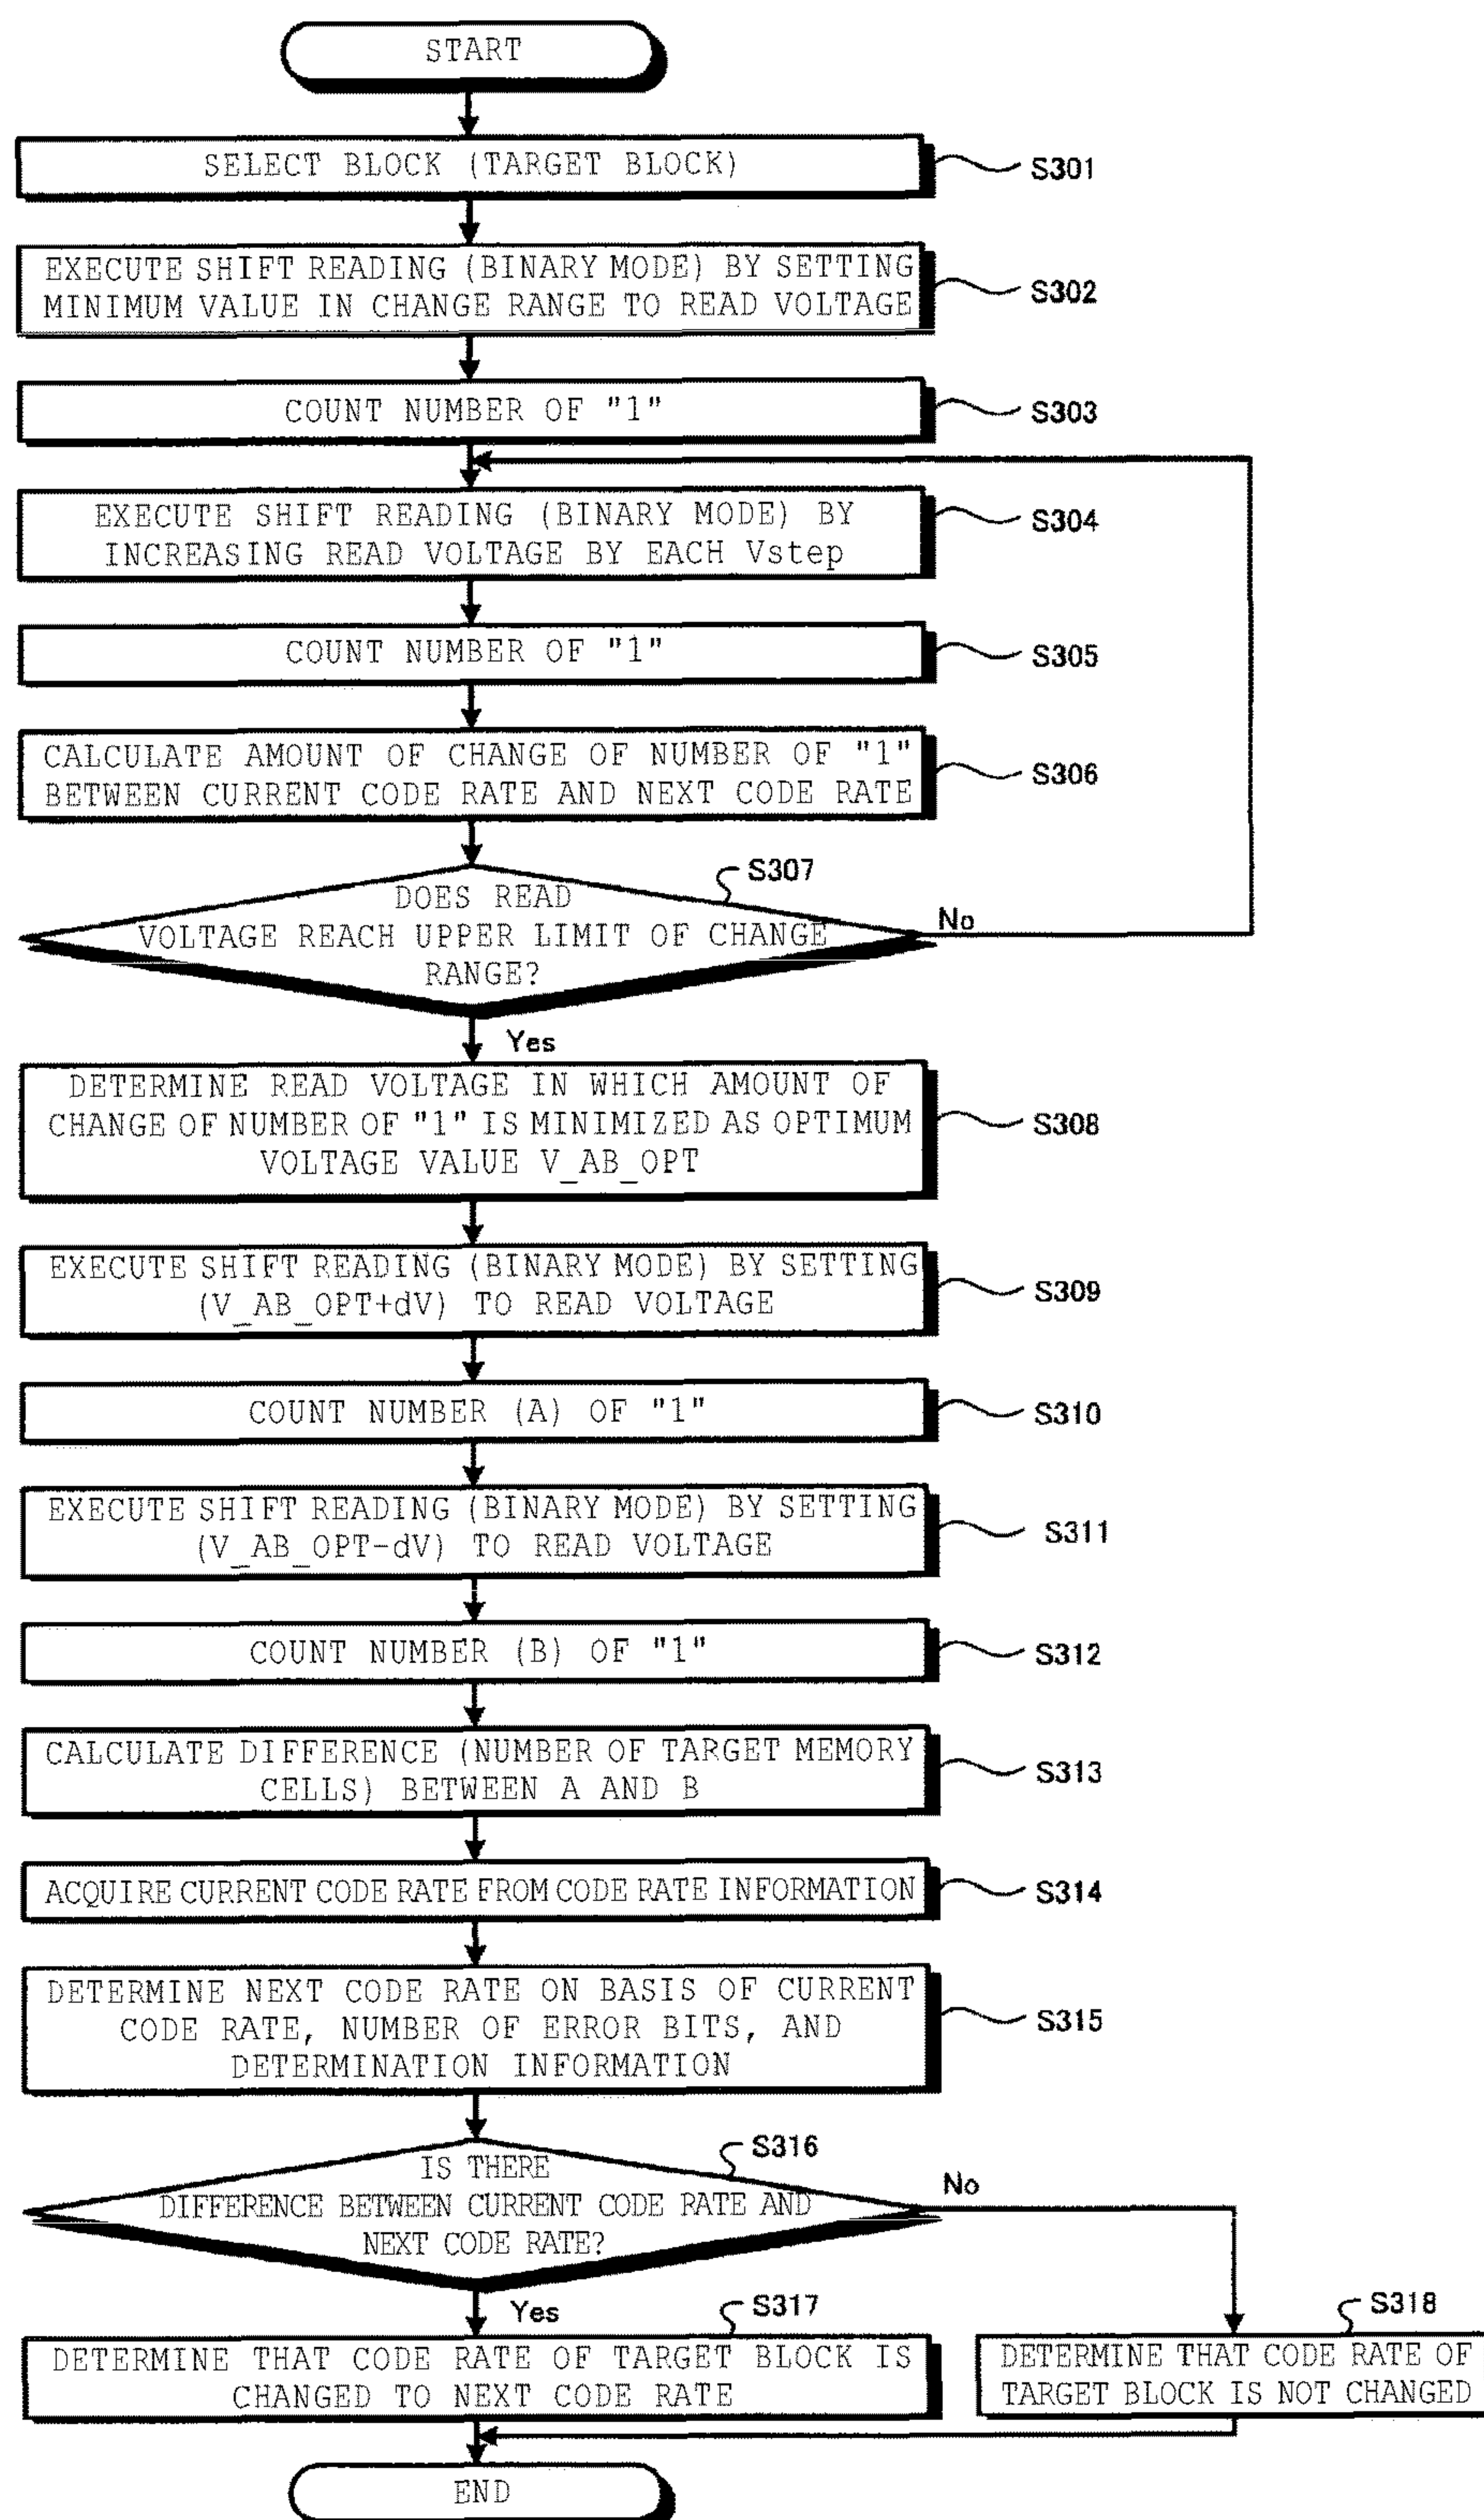 START
SELECT BLOCK (TARGET BLOCK)
S301
EXECUTE SHIFT READING (BINARY MODE) BY SETTING
MINIMUM VALUE IN CHANGE RANGE TO READ VOLTAGE
S302
COUNT NUMBER OF "1"
S303
EXECUTE SHIFT READING (BINARY MODE) BY
INCREASING READ VOLTAGE BY EACH Vstep
S304
COUNT NUMBER OF "1"
S305
CALCULATE AMOUNT OF CHANGE OF NUMBER OF "1"
BETWEEN CURRENT CODE RATE AND NEXT CODE RATE
S306
S307
DOES READ
VOLTAGE REACH UPPER LIMIT OF CHANGE
RANGE?
No
Yes
DETERMINE READ VOLTAGE IN WHICH AMOUNT OF
CHANGE OF NUMBER OF "1" IS MINIMIZED AS OPTIMUM
VOLTAGE VALUE V_AB_OPT
S308
EXECUTE SHIFT READING (BINARY MODE) BY SETTING
(V_AB_OPT+dV) TO READ VOLTAGE
S309
COUNT NUMBER (A) OF "1"
S310
EXECUTE SHIFT READING (BINARY MODE) BY SETTING
(V_AB_OPT-dV) TO READ VOLTAGE
S311
COUNT NUMBER (B) OF "1"
S312
CALCULATE DIFFERENCE (NUMBER OF TARGET MEMORY
CELLS) BETWEEN A AND B
S313
ACQUIRE CURRENT CODE RATE FROM CODE RATE INFORMATION
S314
DETERMINE NEXT CODE RATE ON BASIS OF CURRENT
CODE RATE, NUMBER OF ERROR BITS, AND
DETERMINATION INFORMATION
S315
S316
IS THERE
DIFFERENCE BETWEEN CURRENT CODE RATE AND
NEXT CODE RATE?
No
Yes
S317
DETERMINE THAT CODE RATE OF TARGET BLOCK IS
CHANGED TO NEXT CODE RATE
S318
DETERMINE THAT CODE RATE OF
TARGET BLOCK IS NOT CHANGED
END